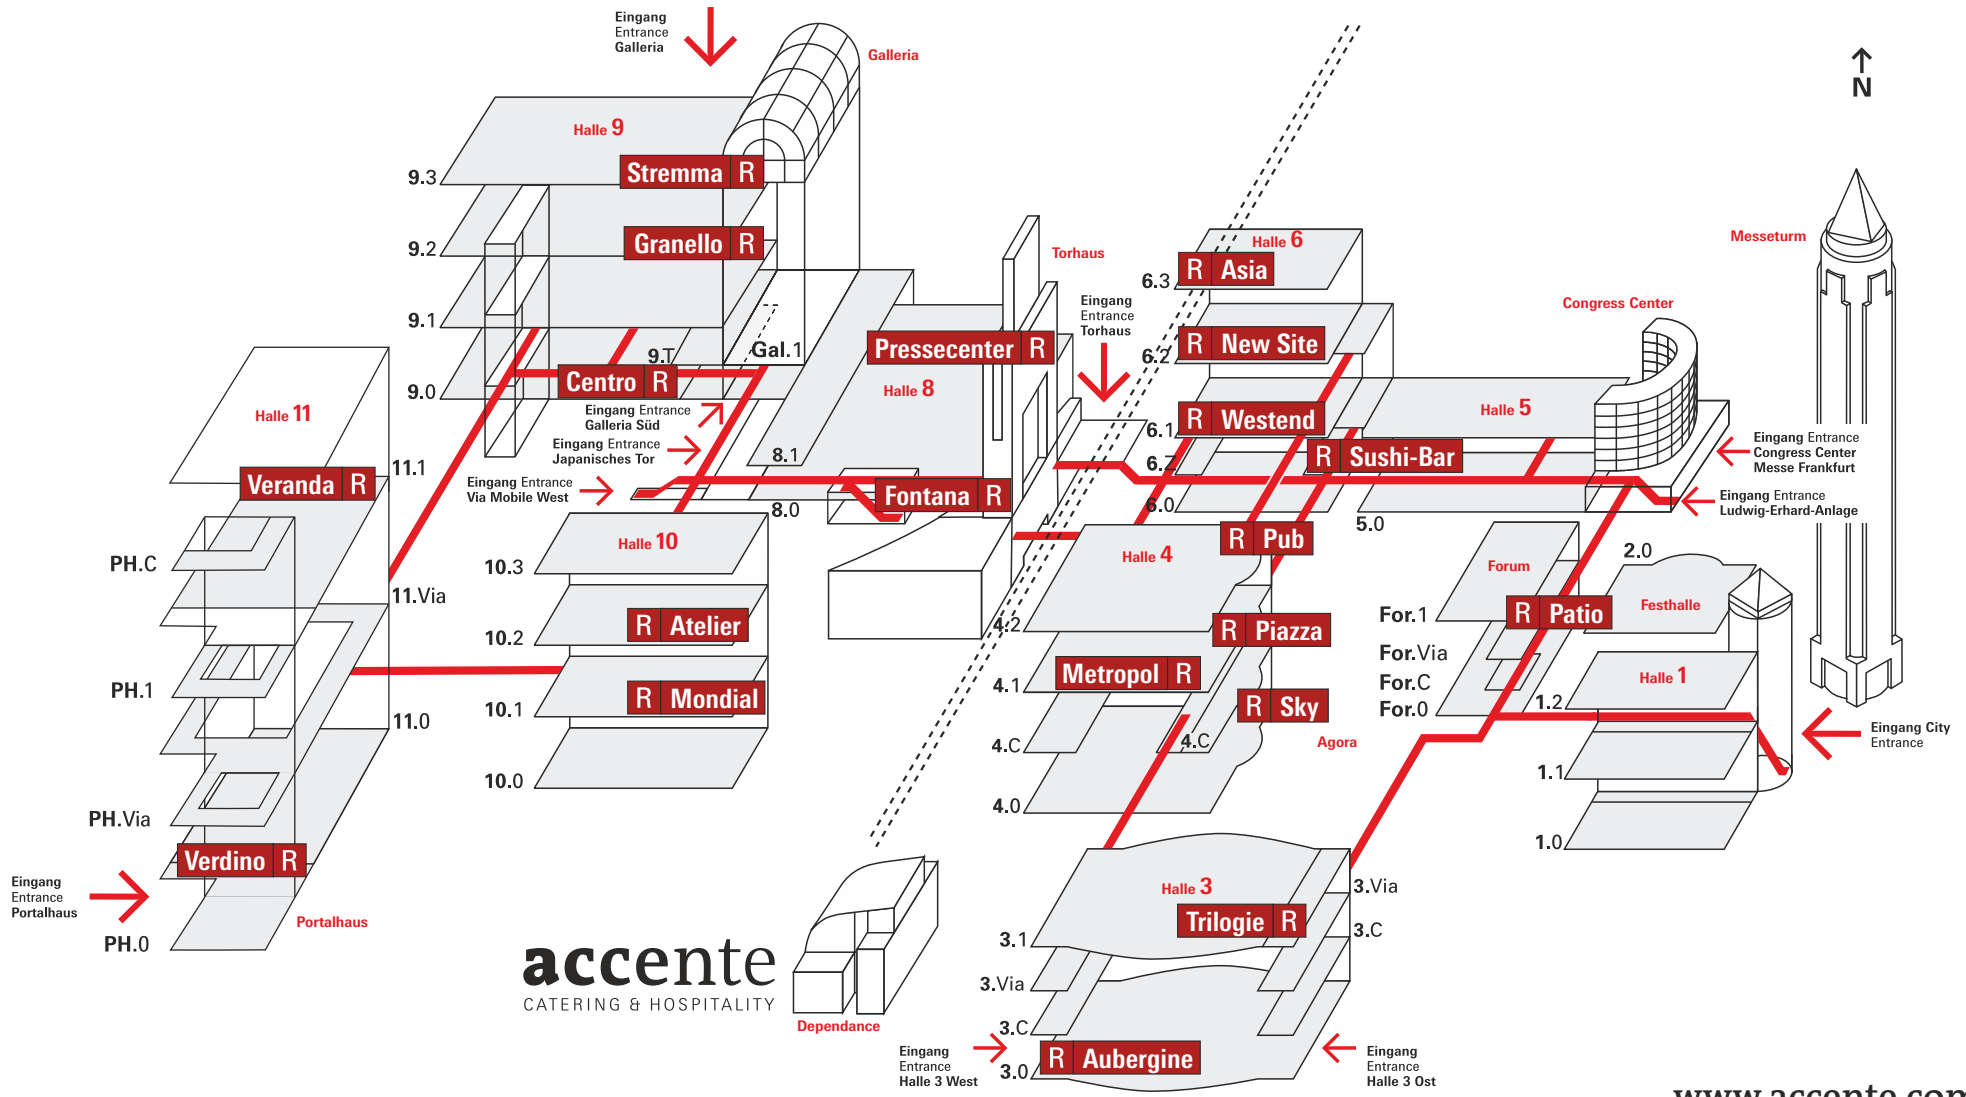 Eingang
Entrance
Galleria
Galleria
N
Halle 9
Stremma R
9.3
Granello R
9.2
Messeturm
Torhaus
Halle 6
R Asia
6.3
Eingang
Entrance
Torhaus
Congress Center
9.1
Gal.1
9.T
Pressecenter R
R New Site
6.2
Centro R
9.0
Halle 8
Halle 11
Eingang Entrance
Galleria Süd
Eingang Entrance
Japanisches Tor
8.1
R Westend
6.1
Halle 5
R Sushi-Bar
6.Z
Eingang Entrance
Congress Center
Messe Frankfurt
11.1
Veranda R
Eingang Entrance
Via Mobile West
Fontana R
8.0
6.0
5.0
Eingang Entrance
Ludwig-Erhard-Anlage
PH.C
Halle 10
10.3
R Pub
Halle 4
2.0
Forum
11.Via
Festhalle
For.1
R Patio
R Atelier
10.2
4.2
R Piazza
For.Via
Metropol R
For.C
Halle 1
4.1
PH.1
R Mondial
10.1
R Sky
For.0
1.2
11.0
4.C
4.C
Agora
Eingang City
Entrance
10.0
1.1
4.0
PH.Via
1.0
Verdino R
Eingang
Entrance
Portalhaus
Portalhaus
PH.0
Halle 3
3.Via
Trilogie R
3.C
3.1
accente
CATERING & HOSPITALITY
3.Via
Dependance
3.C
Eingang
Entrance
Halle 3 West
R Aubergine
3.0
Eingang
Entrance
Halle 3 Ost
www.accente.com